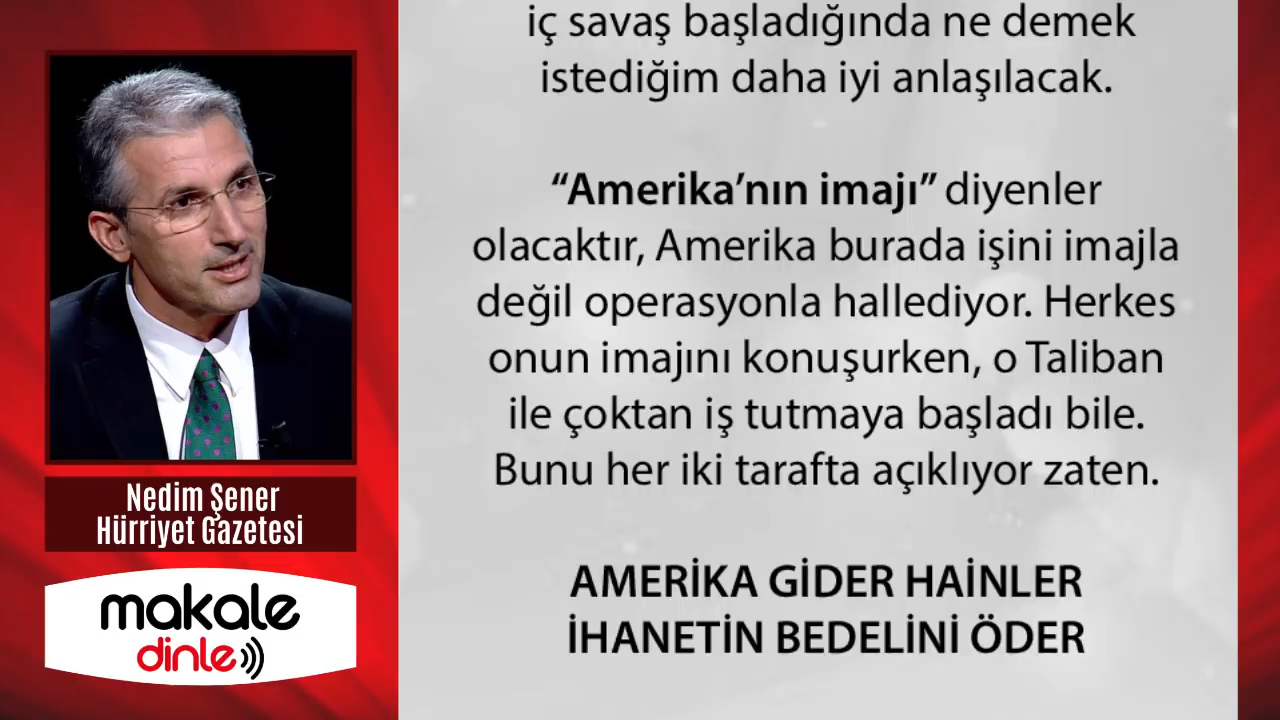 iç savaş başladığında ne demek
istediğim daha iyi anlaşılacak.
“Amerika’nın imajı” diyenler
olacaktır, Amerika burada işini imajla
değil operasyonla hallediyor. Herkes
onun imajını konuşurken, o Taliban
ile çoktan iş tutmaya başladı bile.
Bunu her iki tarafta açıklıyor zaten.
AMERİKA GİDER HAİNLER
İHANETİN BEDELİNİ ÖDER
Nedim Şener
Hürriyet Gazetesi
makale
dinle